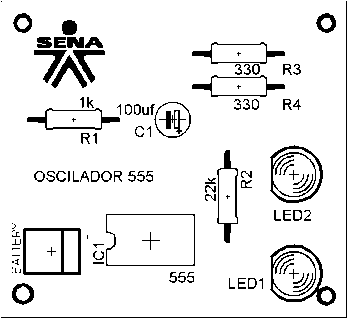 SENA
330
R3
1k
100uf
330
R4
R1
C1
OSCILADOR 555
22k
R2
LED2
BATTERY
IC1
555
LED1